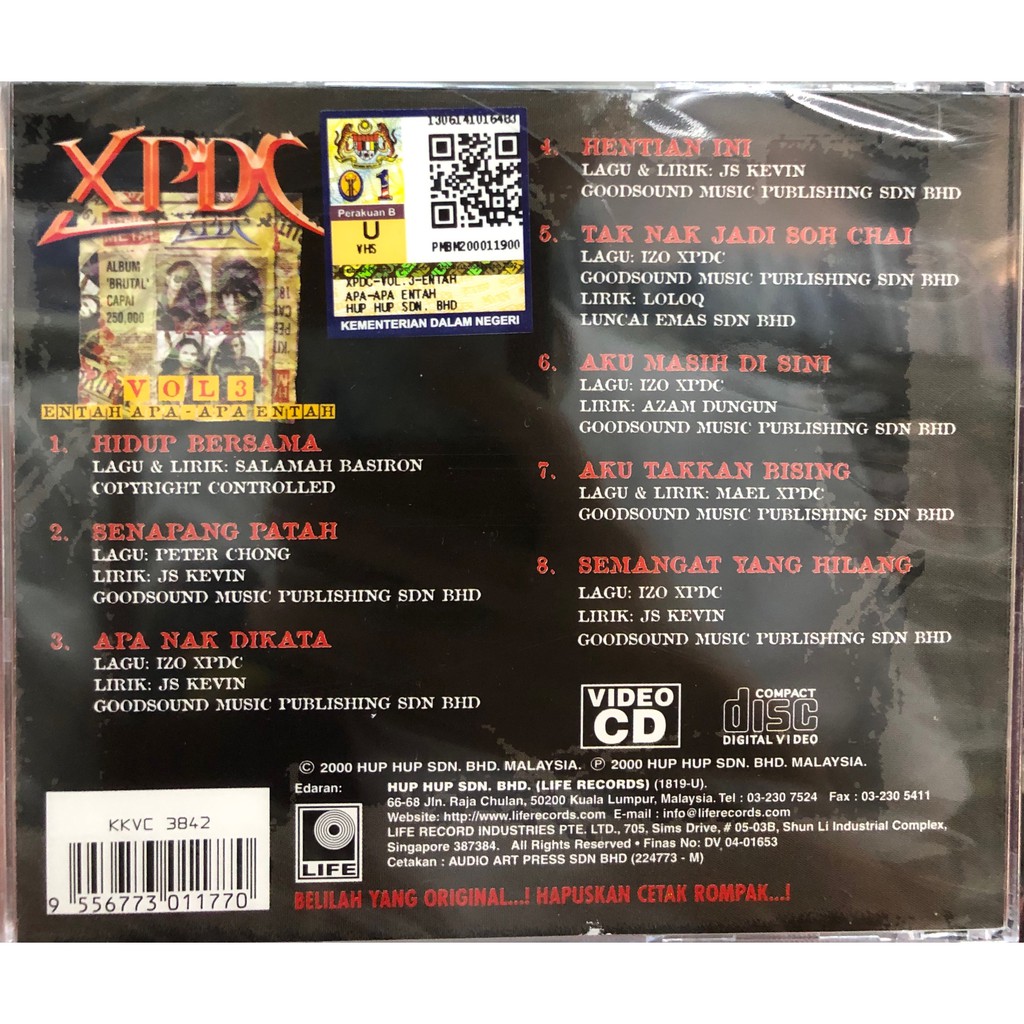 XPDC
ALBUM
'BRUTAL'
CAPAI
250,000
VOL 3
ENTAH APA-APA ENTAH
1306141016483
1
Perakuan B
U
VHS
PMBM200011900
XPDC-VOL.3-ENTAH
APA-APA ENTAH
HUP HUP SDN. BHD
KEMENTERIAN DALAM NEGERI
1. HIDUP BERSAMA
LAGU & LIRIK: SALAMAH BASIRON
COPYRIGHT CONTROLLED
2. SENAPANG PATAH
LAGU: PETER CHONG
LIRIK: JS KEVIN
GOODSOUND MUSIC PUBLISHING SDN BHD
3. APA NAK DIKATA
LAGU: IZO XPDC
LIRIK: JS KEVIN
GOODSOUND MUSIC PUBLISHING SDN BHD
4. HENTIAN INI
LAGU & LIRIK: JS KEVIN
GOODSOUND MUSIC PUBLISHING SDN BHD
5. TAK NAK JADI SOH CHAI
LAGU: IZO XPDC
GOODSOUND MUSIC PUBLISHING SDN BHD
LIRIK: LOLOQ
LUNCAI EMAS SDN BHD
6. AKU MASIH DI SINI
LAGU: IZO XPDC
LIRIK: AZAM DUNGUN
GOODSOUND MUSIC PUBLISHING SDN BHD
7. AKU TAKKAN BISING
LAGU & LIRIK: MAEL XPDC
GOODSOUND MUSIC PUBLISHING SDN BHD
8. SEMANGAT YANG HILANG
LAGU: IZO XPDC
LIRIK: JS KEVIN
GOODSOUND MUSIC PUBLISHING SDN BHD
VIDEO
CD
COMPACT
disc
DIGITAL VIDEO
© 2000 HUP HUP SDN. BHD. MALAYSIA. ℗ 2000 HUP HUP SDN. BHD. MALAYSIA.
Edaran: HUP HUP SDN. BHD. (LIFE RECORDS) (1819-U).
66-68 Jln. Raja Chulan, 50200 Kuala Lumpur, Malaysia. Tel : 03-230 7524 Fax : 03-230 5411
Website: http://www.liferecords.com E-mail : info@liferecords.com
LIFE RECORD INDUSTRIES PTE. LTD., 705, Sims Drive, # 05-03B, Shun Li Industrial Complex,
Singapore 387384. All Rights Reserved • Finas No: DV 04-01653
Cetakan : AUDIO ART PRESS SDN BHD (224773 - M)
LIFE
BELILAH YANG ORIGINAL...! HAPUSKAN CETAK ROMPAK...!
KKVC 3842
9 556773 011770